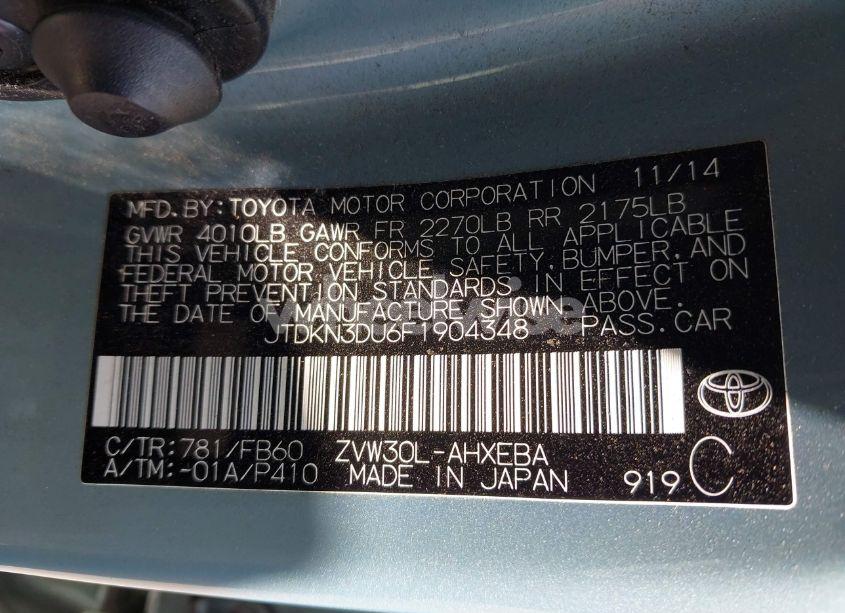 MFD. BY: TOYOTA MOTOR CORPORATION 11/14
GVWR 4010LB GAWR FR 2270LB RR 2175LB
THIS VEHICLE CONFORMS TO ALL APPLICABLE
FEDERAL MOTOR VEHICLE SAFETY, BUMPER, AND
THEFT PREVENTION STANDARDS IN EFFECT ON
THE DATE OF MANUFACTURE SHOWN ABOVE.
JTDKN3DU6F1904348 PASS. CAR
C/TR: 781/FB60 ZVW30L-AHXEBA
A/TM: -01A/P410 MADE IN JAPAN 919 C